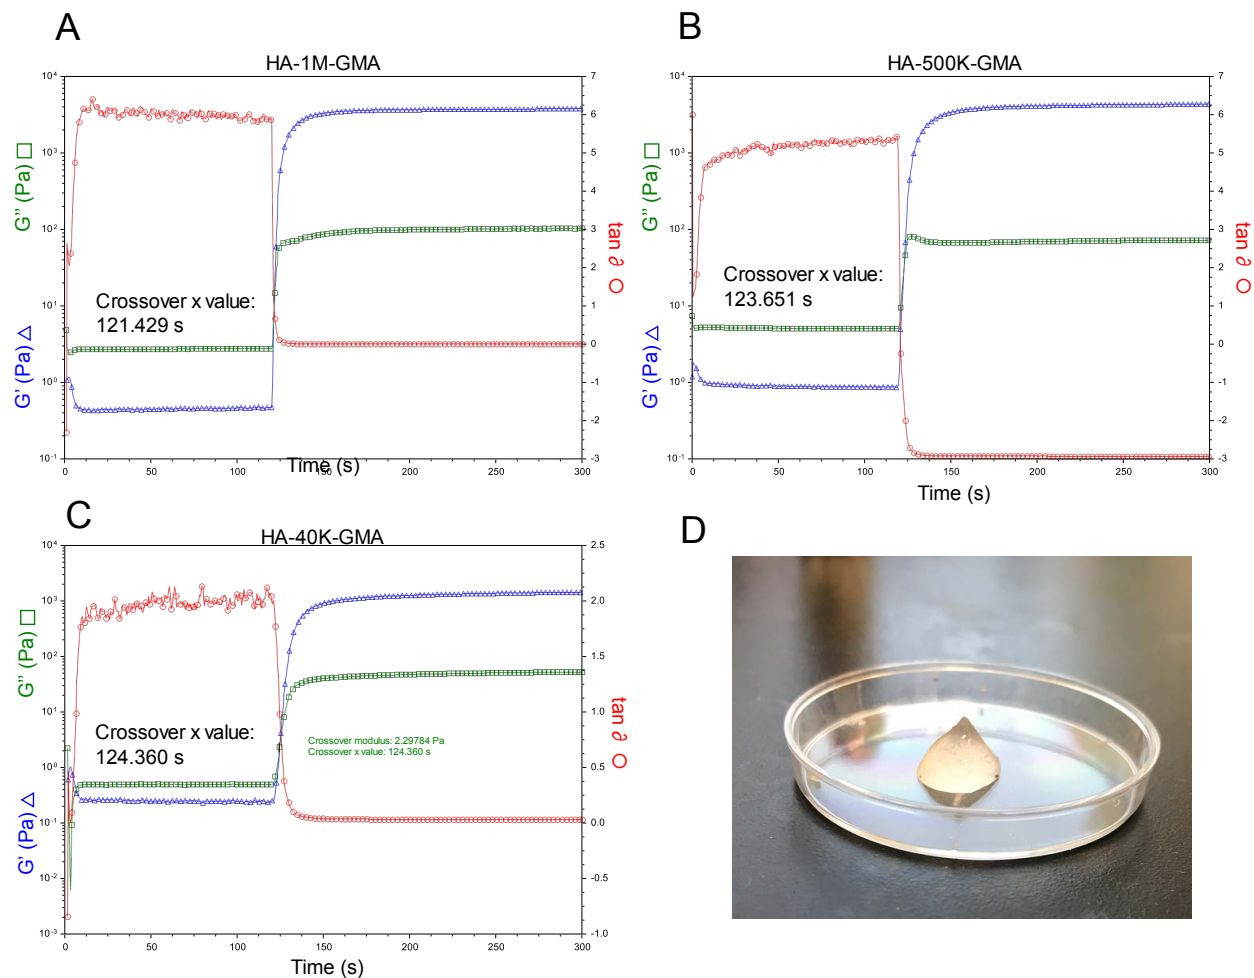 A
HA-1M-GMA
10⁴
10³
10²
10¹
10⁰
10⁻¹
7
6
5
4
3
2
1
0
-1
-2
-3
G'' (Pa) □
G' (Pa) △
tan ∂ ○
Crossover x value:
121.429 s
0 50 100 150 200 250 300
Time (s)
B
HA-500K-GMA
10⁴
10³
10²
10¹
10⁰
10⁻¹
7
6
5
4
3
2
1
0
-1
-2
-3
G'' (Pa) □
G' (Pa) △
tan ∂ ○
Crossover x value:
123.651 s
0 50 100 150 200 250 300
Time (s)
C
HA-40K-GMA
10⁴
10³
10²
10¹
10⁰
10⁻¹
10⁻²
10⁻³
2.5
2.0
1.5
1.0
0.5
0.0
-0.5
-1.0
G'' (Pa) □
G' (Pa) △
tan ∂ ○
Crossover x value:
124.360 s
Crossover modulus: 2.29784 Pa
Crossover x value: 124.360 s
0 50 100 150 200 250 300
Time (s)
D